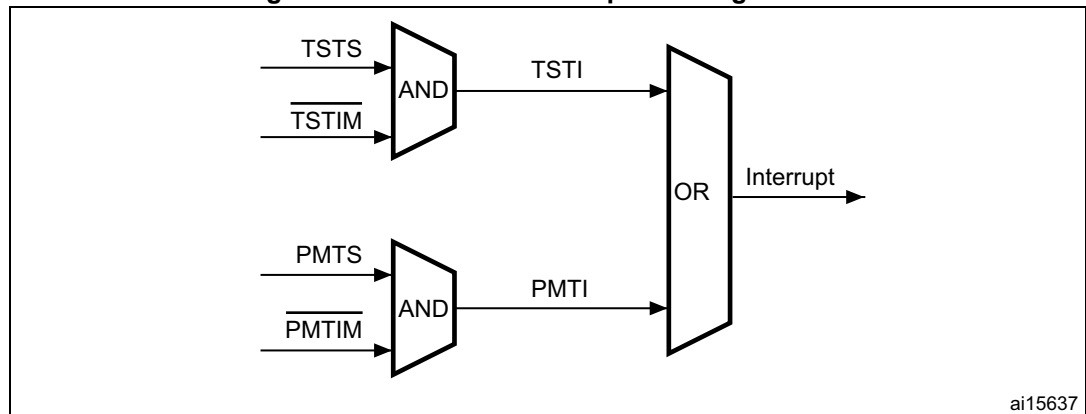 TSTS
TSTI
AND
TSTIM
Interrupt
OR
PMTS
PMTI
AND
PMTIM
ai15637